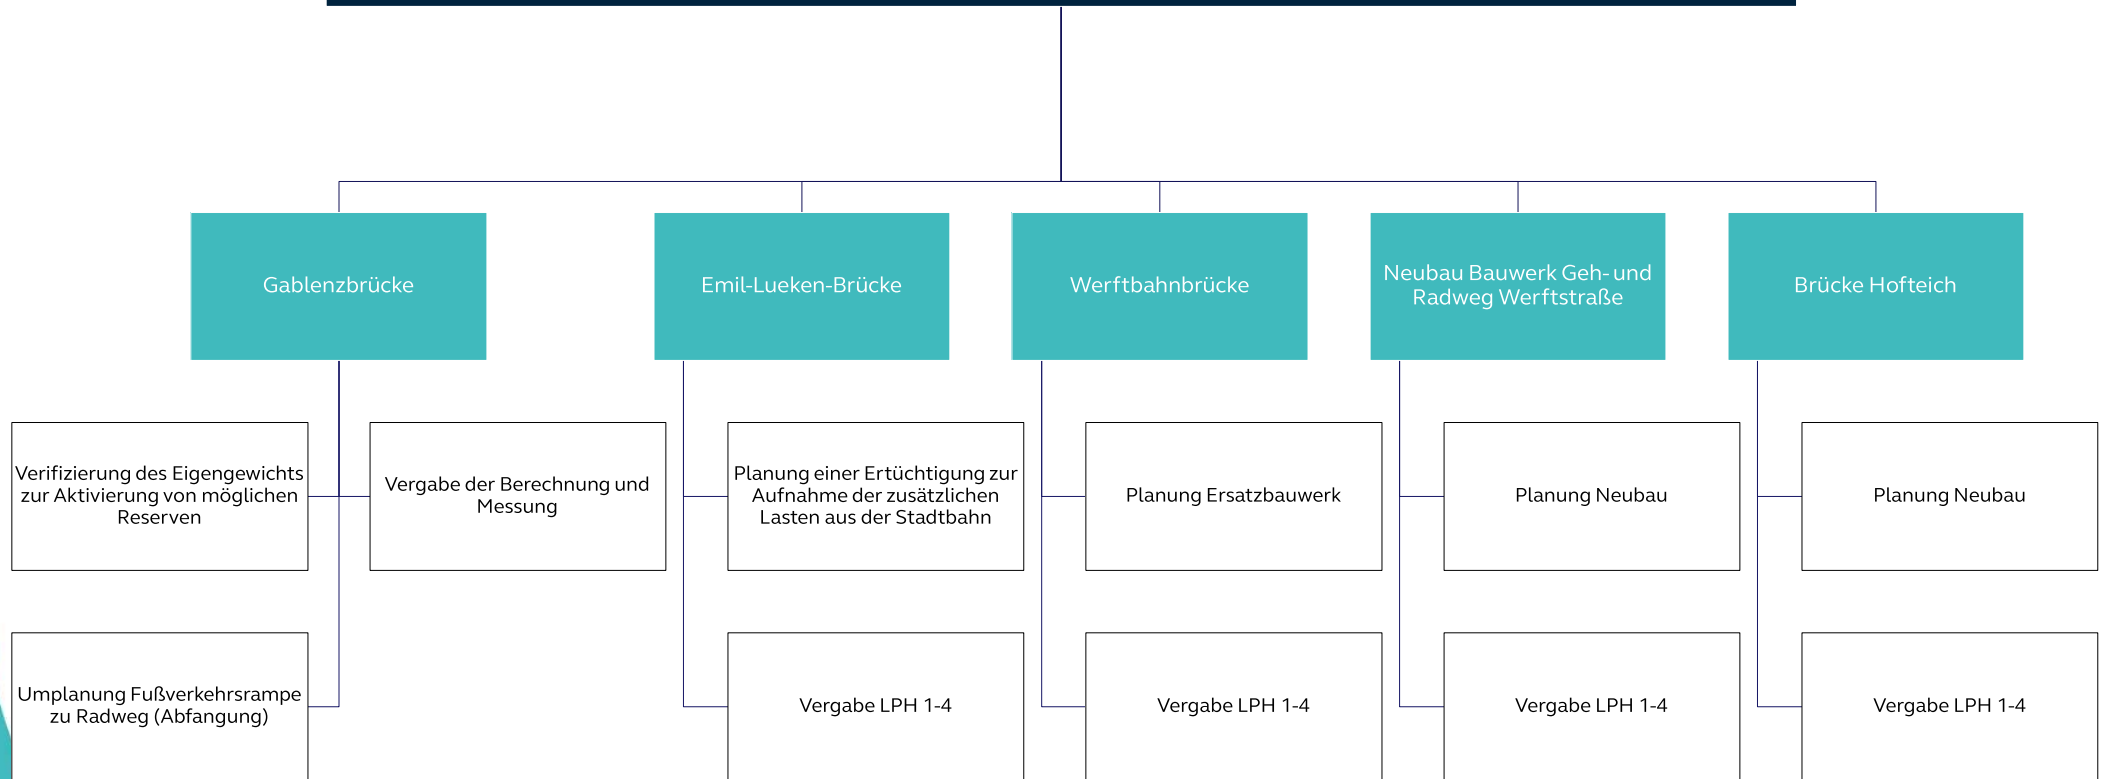 Gablenzbrücke
Emil-Lueken-Brücke
Werftbahnbrücke
Neubau Bauwerk Geh- und
Radweg Werftstraße
Brücke Hofteich
Verifizierung des Eigengewichts
zur Aktivierung von möglichen
Reserven
Vergabe der Berechnung und
Messung
Planung einer Ertüchtigung zur
Aufnahme der zusätzlichen
Lasten aus der Stadtbahn
Planung Ersatzbauwerk
Planung Neubau
Planung Neubau
Umplanung Fußverkehrsrampe
zu Radweg (Abfangung)
Vergabe LPH 1-4
Vergabe LPH 1-4
Vergabe LPH 1-4
Vergabe LPH 1-4